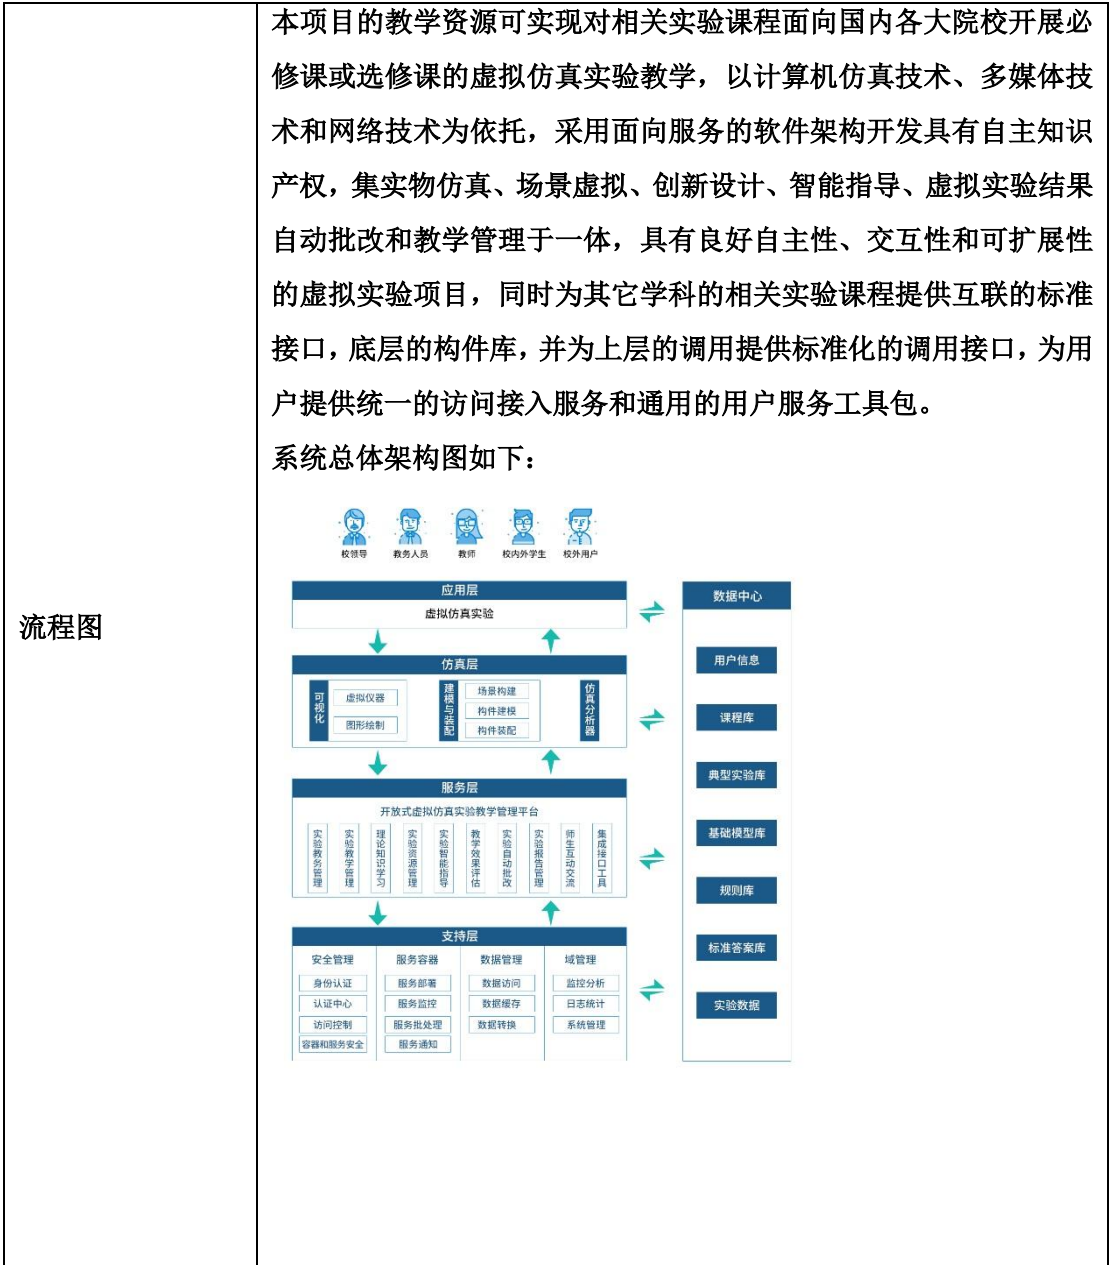 本项目的教学资源可实现对相关实验课程面向国内各大院校开展必
修课或选修课的虚拟仿真实验教学，以计算机仿真技术、多媒体技
术和网络技术为依托，采用面向服务的软件架构开发具有自主知识
产权，集实物仿真、场景虚拟、创新设计、智能指导、虚拟实验结果
自动批改和教学管理于一体，具有良好自主性、交互性和可扩展性
的虚拟实验项目，同时为其它学科的相关实验课程提供互联的标准
接口，底层的构件库，并为上层的调用提供标准化的调用接口，为用
户提供统一的访问接入服务和通用的用户服务工具包。
系统总体架构图如下：
流程图
校领导 教务人员 教师 校内外学生 校外用户
应用层
虚拟仿真实验
仿真层
可视化
虚拟仪器
图形绘制
建模与装配
场景构建
构件建模
构件装配
仿真分析器
服务层
开放式虚拟仿真实验教学管理平台
实验教务管理
实验教学管理
理论知识学习
实验资源管理
实验智能指导
教学效果评估
实验自动批改
实验报告管理
师生互动交流
集成接口工具
支持层
安全管理
身份认证
认证中心
访问控制
容器和服务安全
服务容器
服务部署
服务监控
服务批处理
服务通知
数据管理
数据访问
数据缓存
数据转换
域管理
监控分析
日志统计
系统管理
数据中心
用户信息
课程库
典型实验库
基础模型库
规则库
标准答案库
实验数据